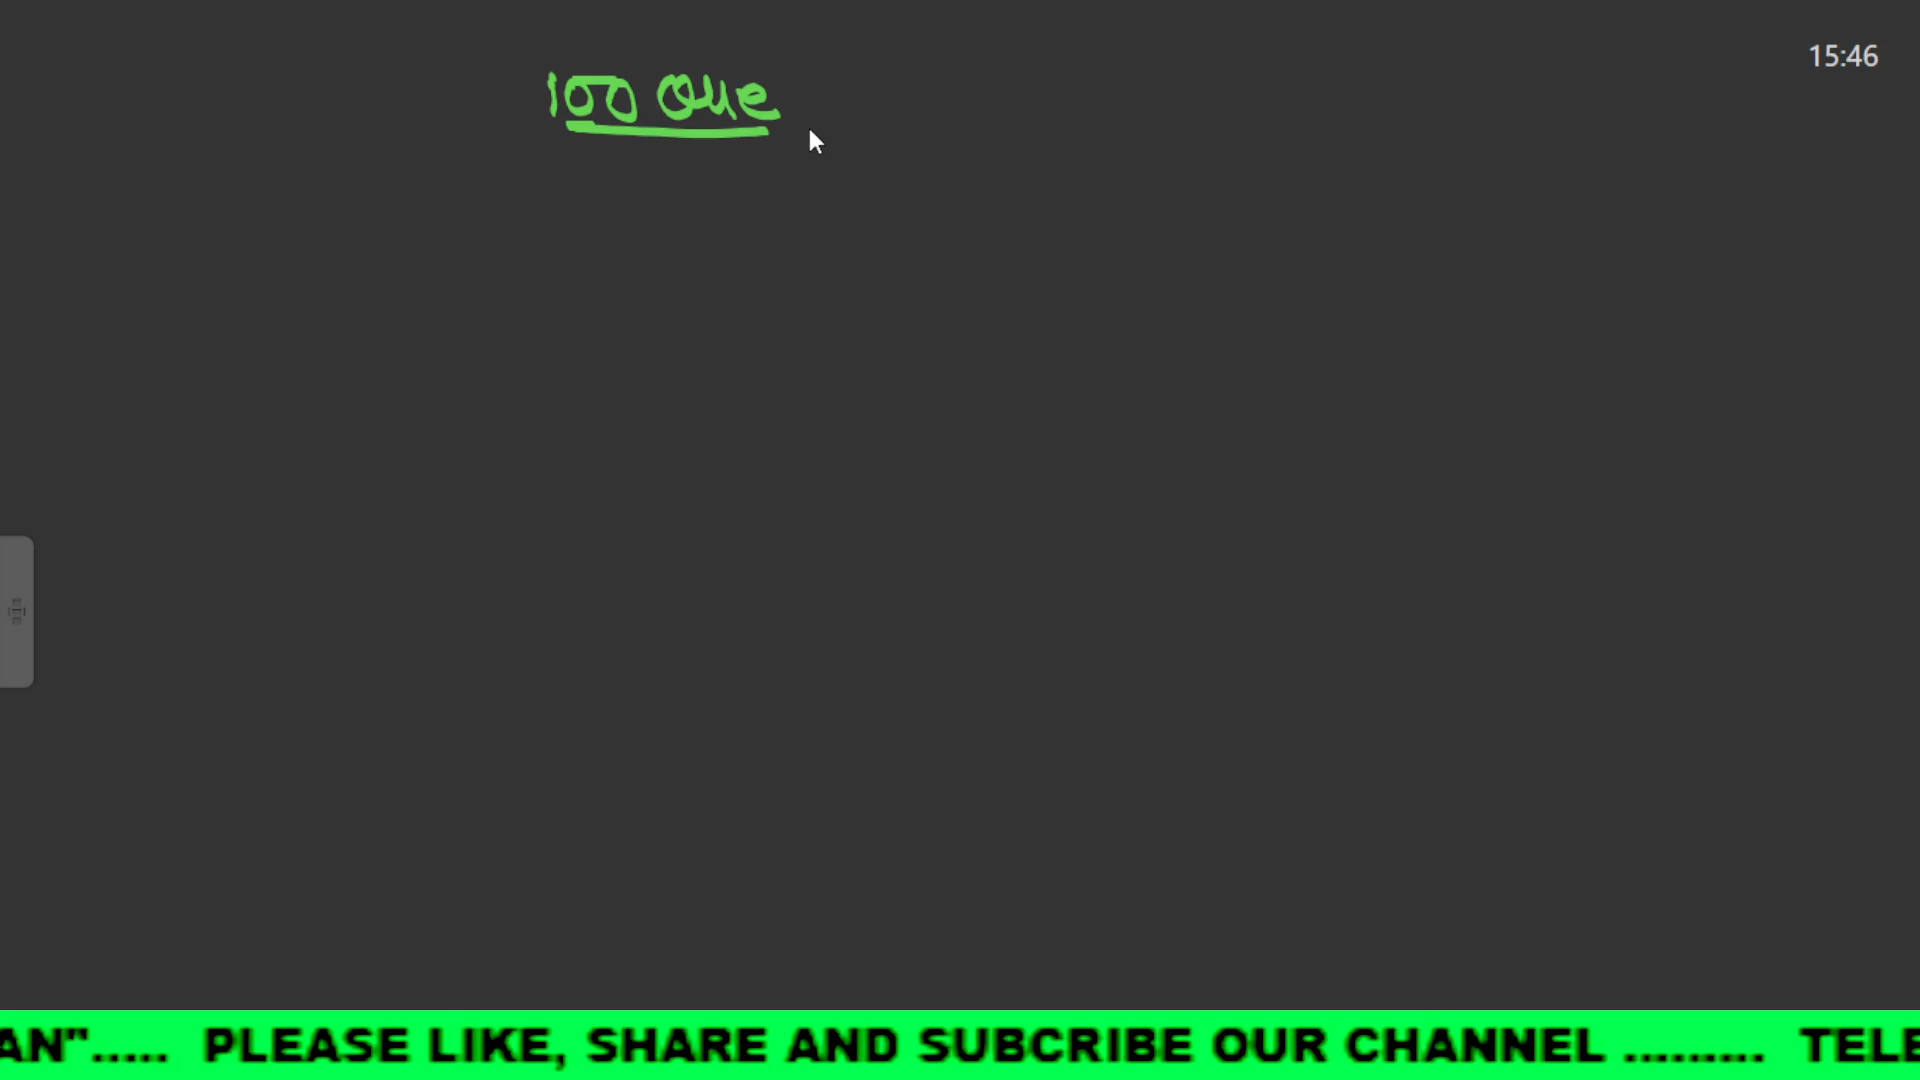 15:46
100 Que
AN"..... PLEASE LIKE, SHARE AND SUBCRIBE OUR CHANNEL ......... TELE